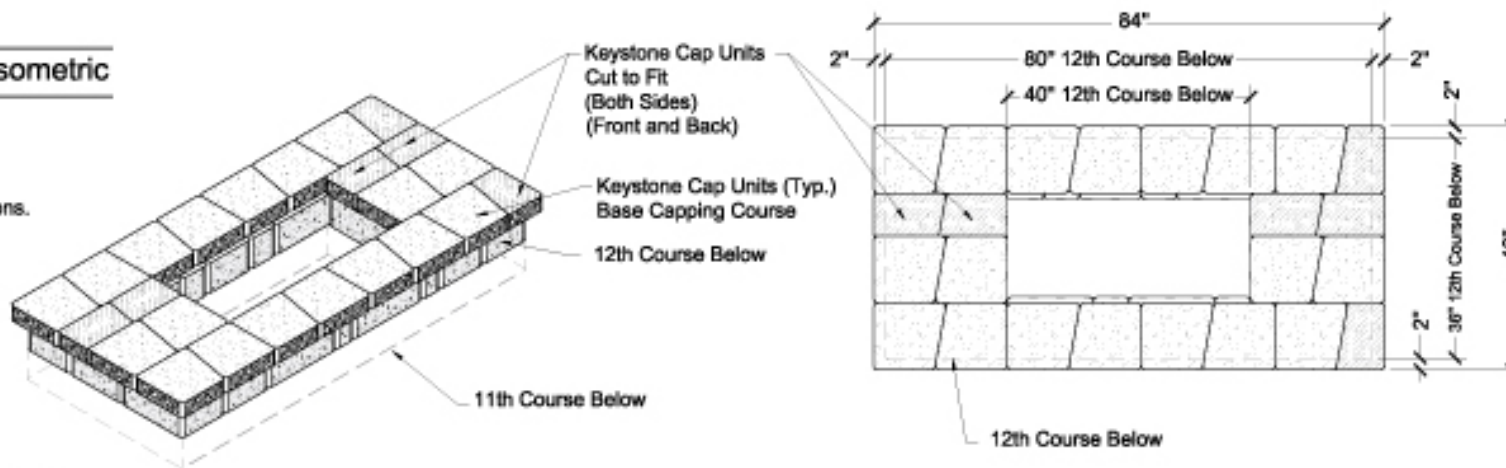 sometric
ons.
Keystone Cap Units
Cut to Fit
(Both Sides)
(Front and Back)
Keystone Cap Units (Typ.)
Base Capping Course
12th Course Below
11th Course Below
84"
2"
80" 12th Course Below
2"
40" 12th Course Below
2"
36" 12th Course Below
2"
12th Course Below